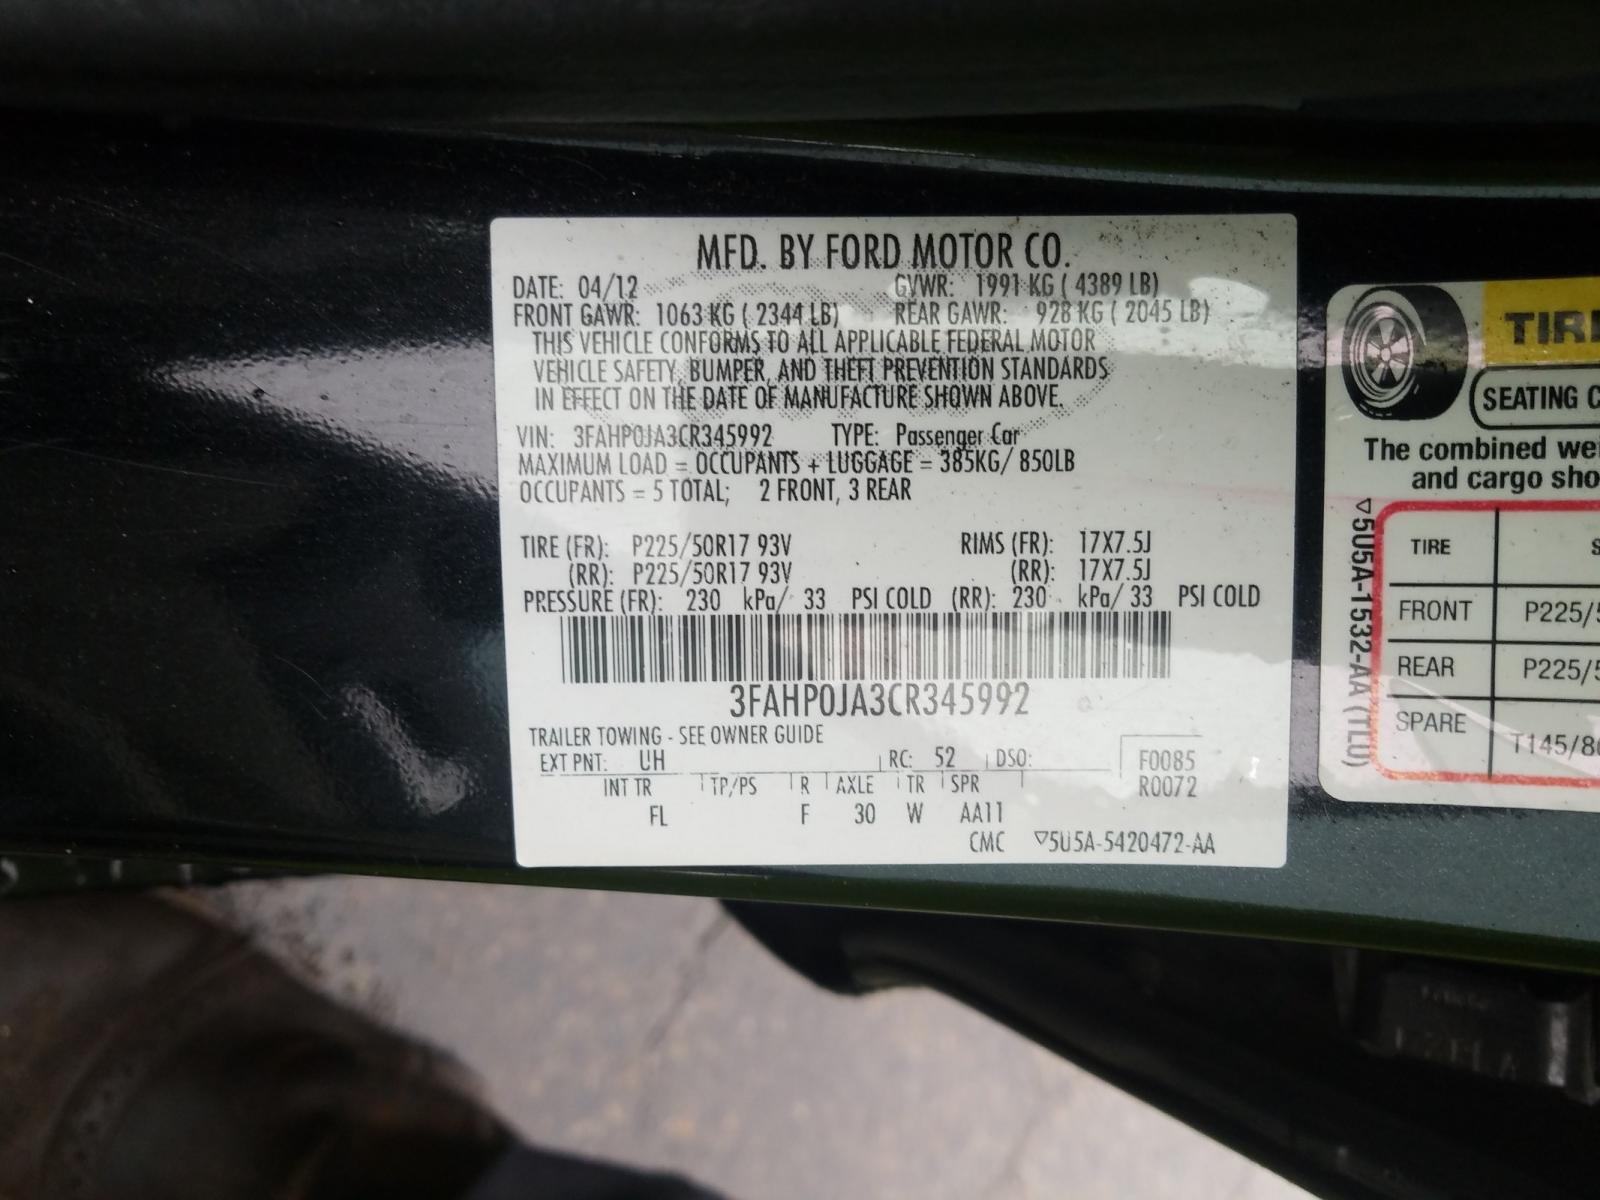 MFD. BY FORD MOTOR CO.
DATE: 04/12 GVWR: 1991 KG ( 4389 LB)
FRONT GAWR: 1063 KG ( 2344 LB) REAR GAWR: 928 KG ( 2045 LB)
THIS VEHICLE CONFORMS TO ALL APPLICABLE FEDERAL MOTOR
VEHICLE SAFETY, BUMPER, AND THEFT PREVENTION STANDARDS
IN EFFECT ON THE DATE OF MANUFACTURE SHOWN ABOVE.
VIN: 3FAHP0JA3CR345992 TYPE: Passenger Car
MAXIMUM LOAD = OCCUPANTS + LUGGAGE = 385KG/ 850LB
OCCUPANTS = 5 TOTAL; 2 FRONT, 3 REAR
TIRE (FR): P225/50R17 93V RIMS (FR): 17X7.5J
(RR): P225/50R17 93V (RR): 17X7.5J
PRESSURE (FR): 230 kPa/ 33 PSI COLD (RR): 230 kPa/ 33 PSI COLD
3FAHP0JA3CR345992
TRAILER TOWING - SEE OWNER GUIDE
EXT PNT: UH RC: 52 DSO: F0085
R0072
INT TR TP/PS R AXLE TR SPR
FL F 30 W AA11
CMC ▽5U5A-5420472-AA
TIRE
SEATING C
The combined wei
and cargo sho
▽5U5A-1532-AA (TLU)
TIRE S
FRONT P225/5
REAR P225/5
SPARE T145/80